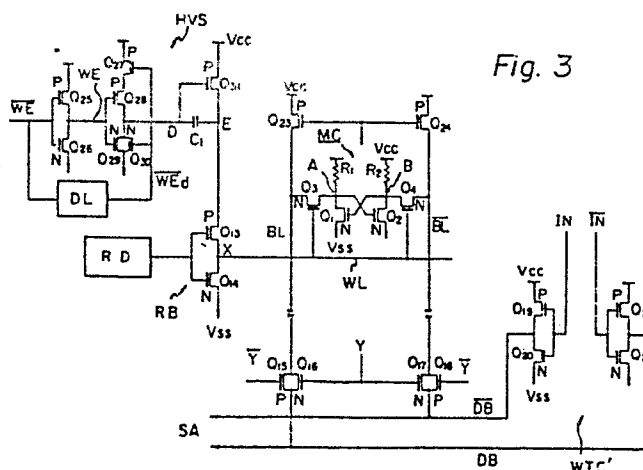 HVS
Fig. 3
Vcc
P
Q27
P
WE
P
WE
Q25
Q28
D
C1
E
Q31
Vcc
Q23
P
P
Q24
MC
Vcc
A
R1
R2
B
N
Q26
N
N
Q29
Q30
WEd
DL
N
Q3
Q4
N
Q1
N
N
Q2
BL
Vss
BL
IN
IN
P
Q13
X
RD
Q14
N
WL
RB
Vss
Vcc
P
Q19
P
Q20
N
N
Vss
Y
Q15
Q16
Y
Q17
Q18
Y
P
N
N
P
DB
SA
DB
WTC'